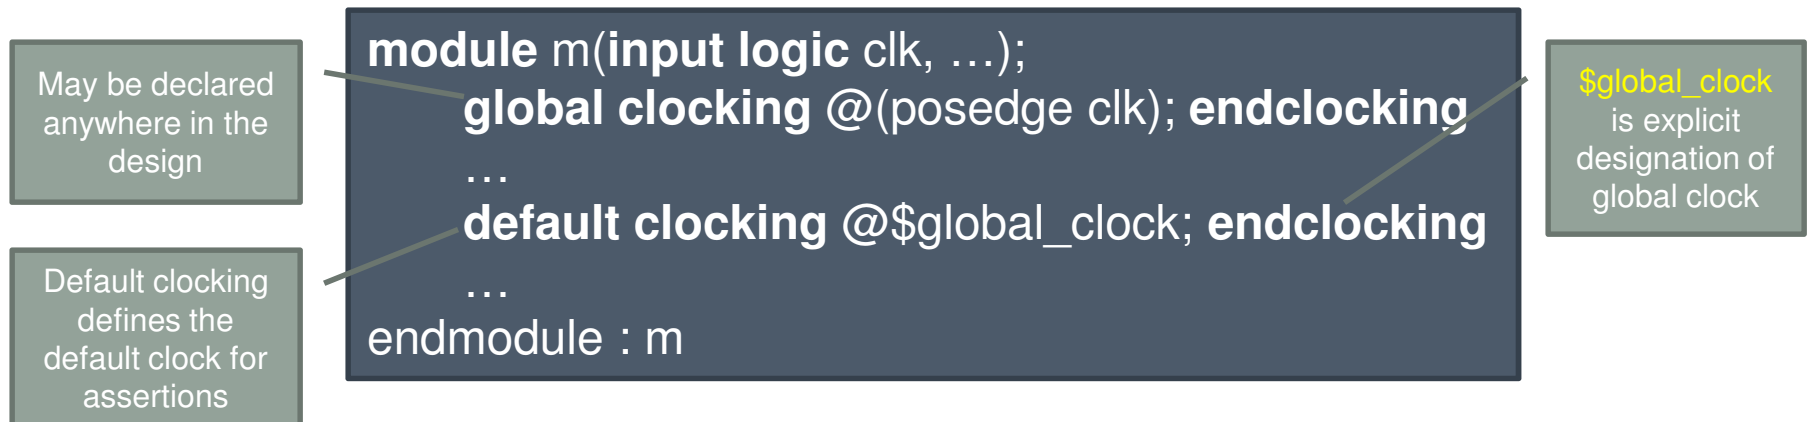 May be declared
anywhere in the
design
Default clocking
defines the
default clock for
assertions
module m(input logic clk, …);
global clocking @(posedge clk); endclocking
…
default clocking @$global_clock; endclocking
…
endmodule : m
$global_clock
is explicit
designation of
global clock